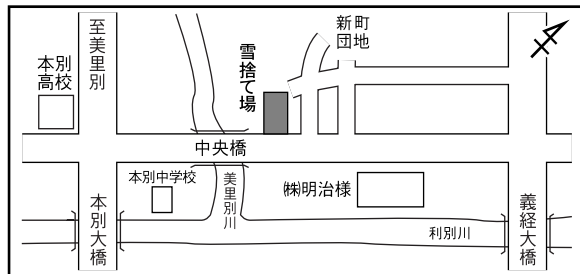 至美里別
本別
高校
雪捨て場
新町
団地
中央橋
本別中学校
美里別川
㈱明治様
本別大橋
利別川
義経大橋